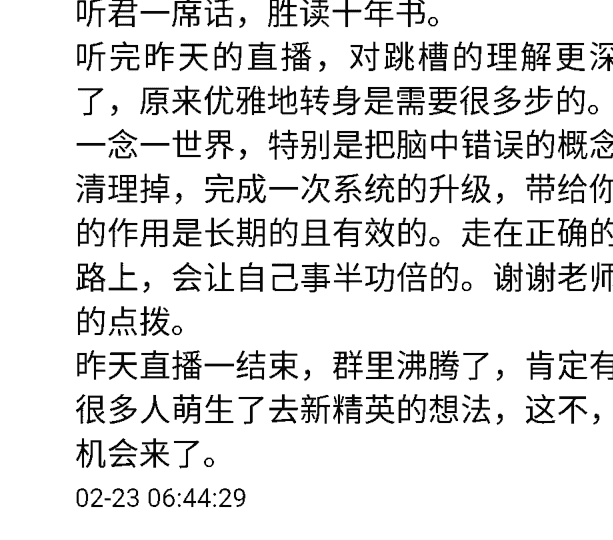 听君一席话，胜读十年书。
听完昨天的直播，对跳槽的理解更深
了，原来优雅地转身是需要很多步的。
一念一世界，特别是把脑中错误的概念
清理掉，完成一次系统的升级，带给你
的作用是长期的且有效的。走在正确的
路上，会让自己事半功倍的。谢谢老师
的点拨。
昨天直播一结束，群里沸腾了，肯定有
很多人萌生了去新精英的想法，这不，
机会来了。
02-23 06:44:29